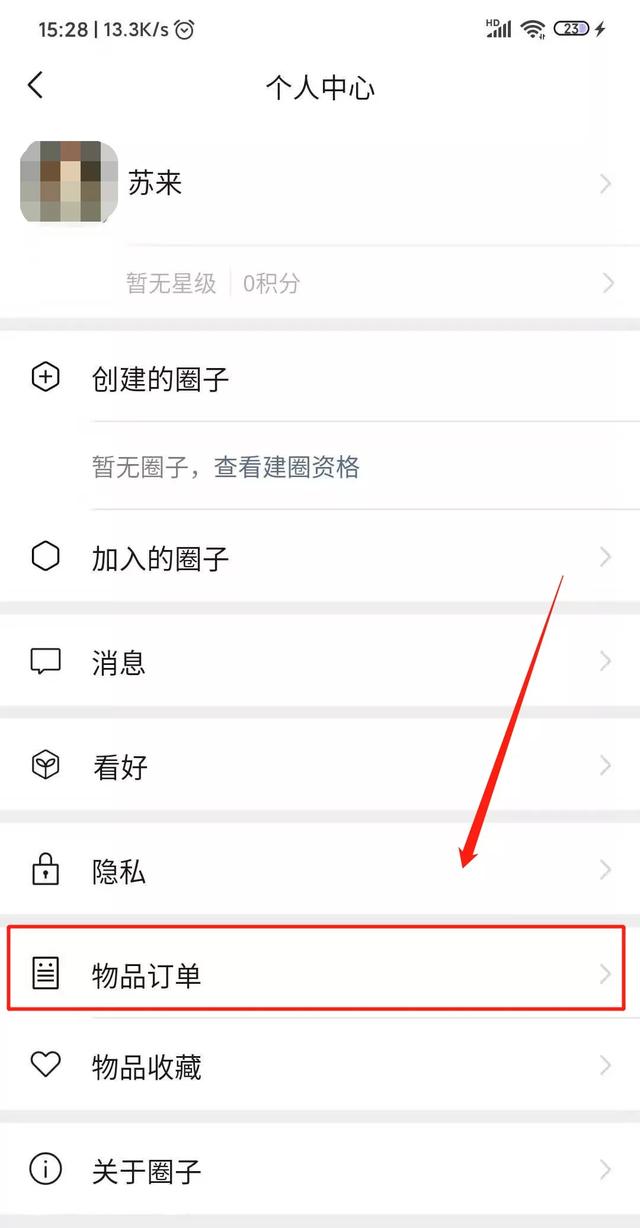 15:28 | 13.3K/s HD 23
个人中心
苏来
暂无星级 | 0积分
创建的圈子
暂无圈子，查看建圈资格
加入的圈子
消息
看好
隐私
物品订单
物品收藏
关于圈子